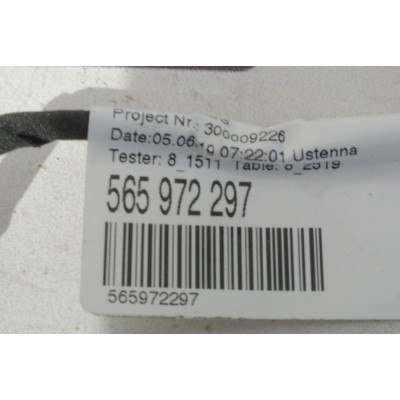 Project Nr.: 300009226
Date:05.06.19 07:22:01 Ustenna
Tester: 8_1511 Table: 8_2519
565 972 297
565972297